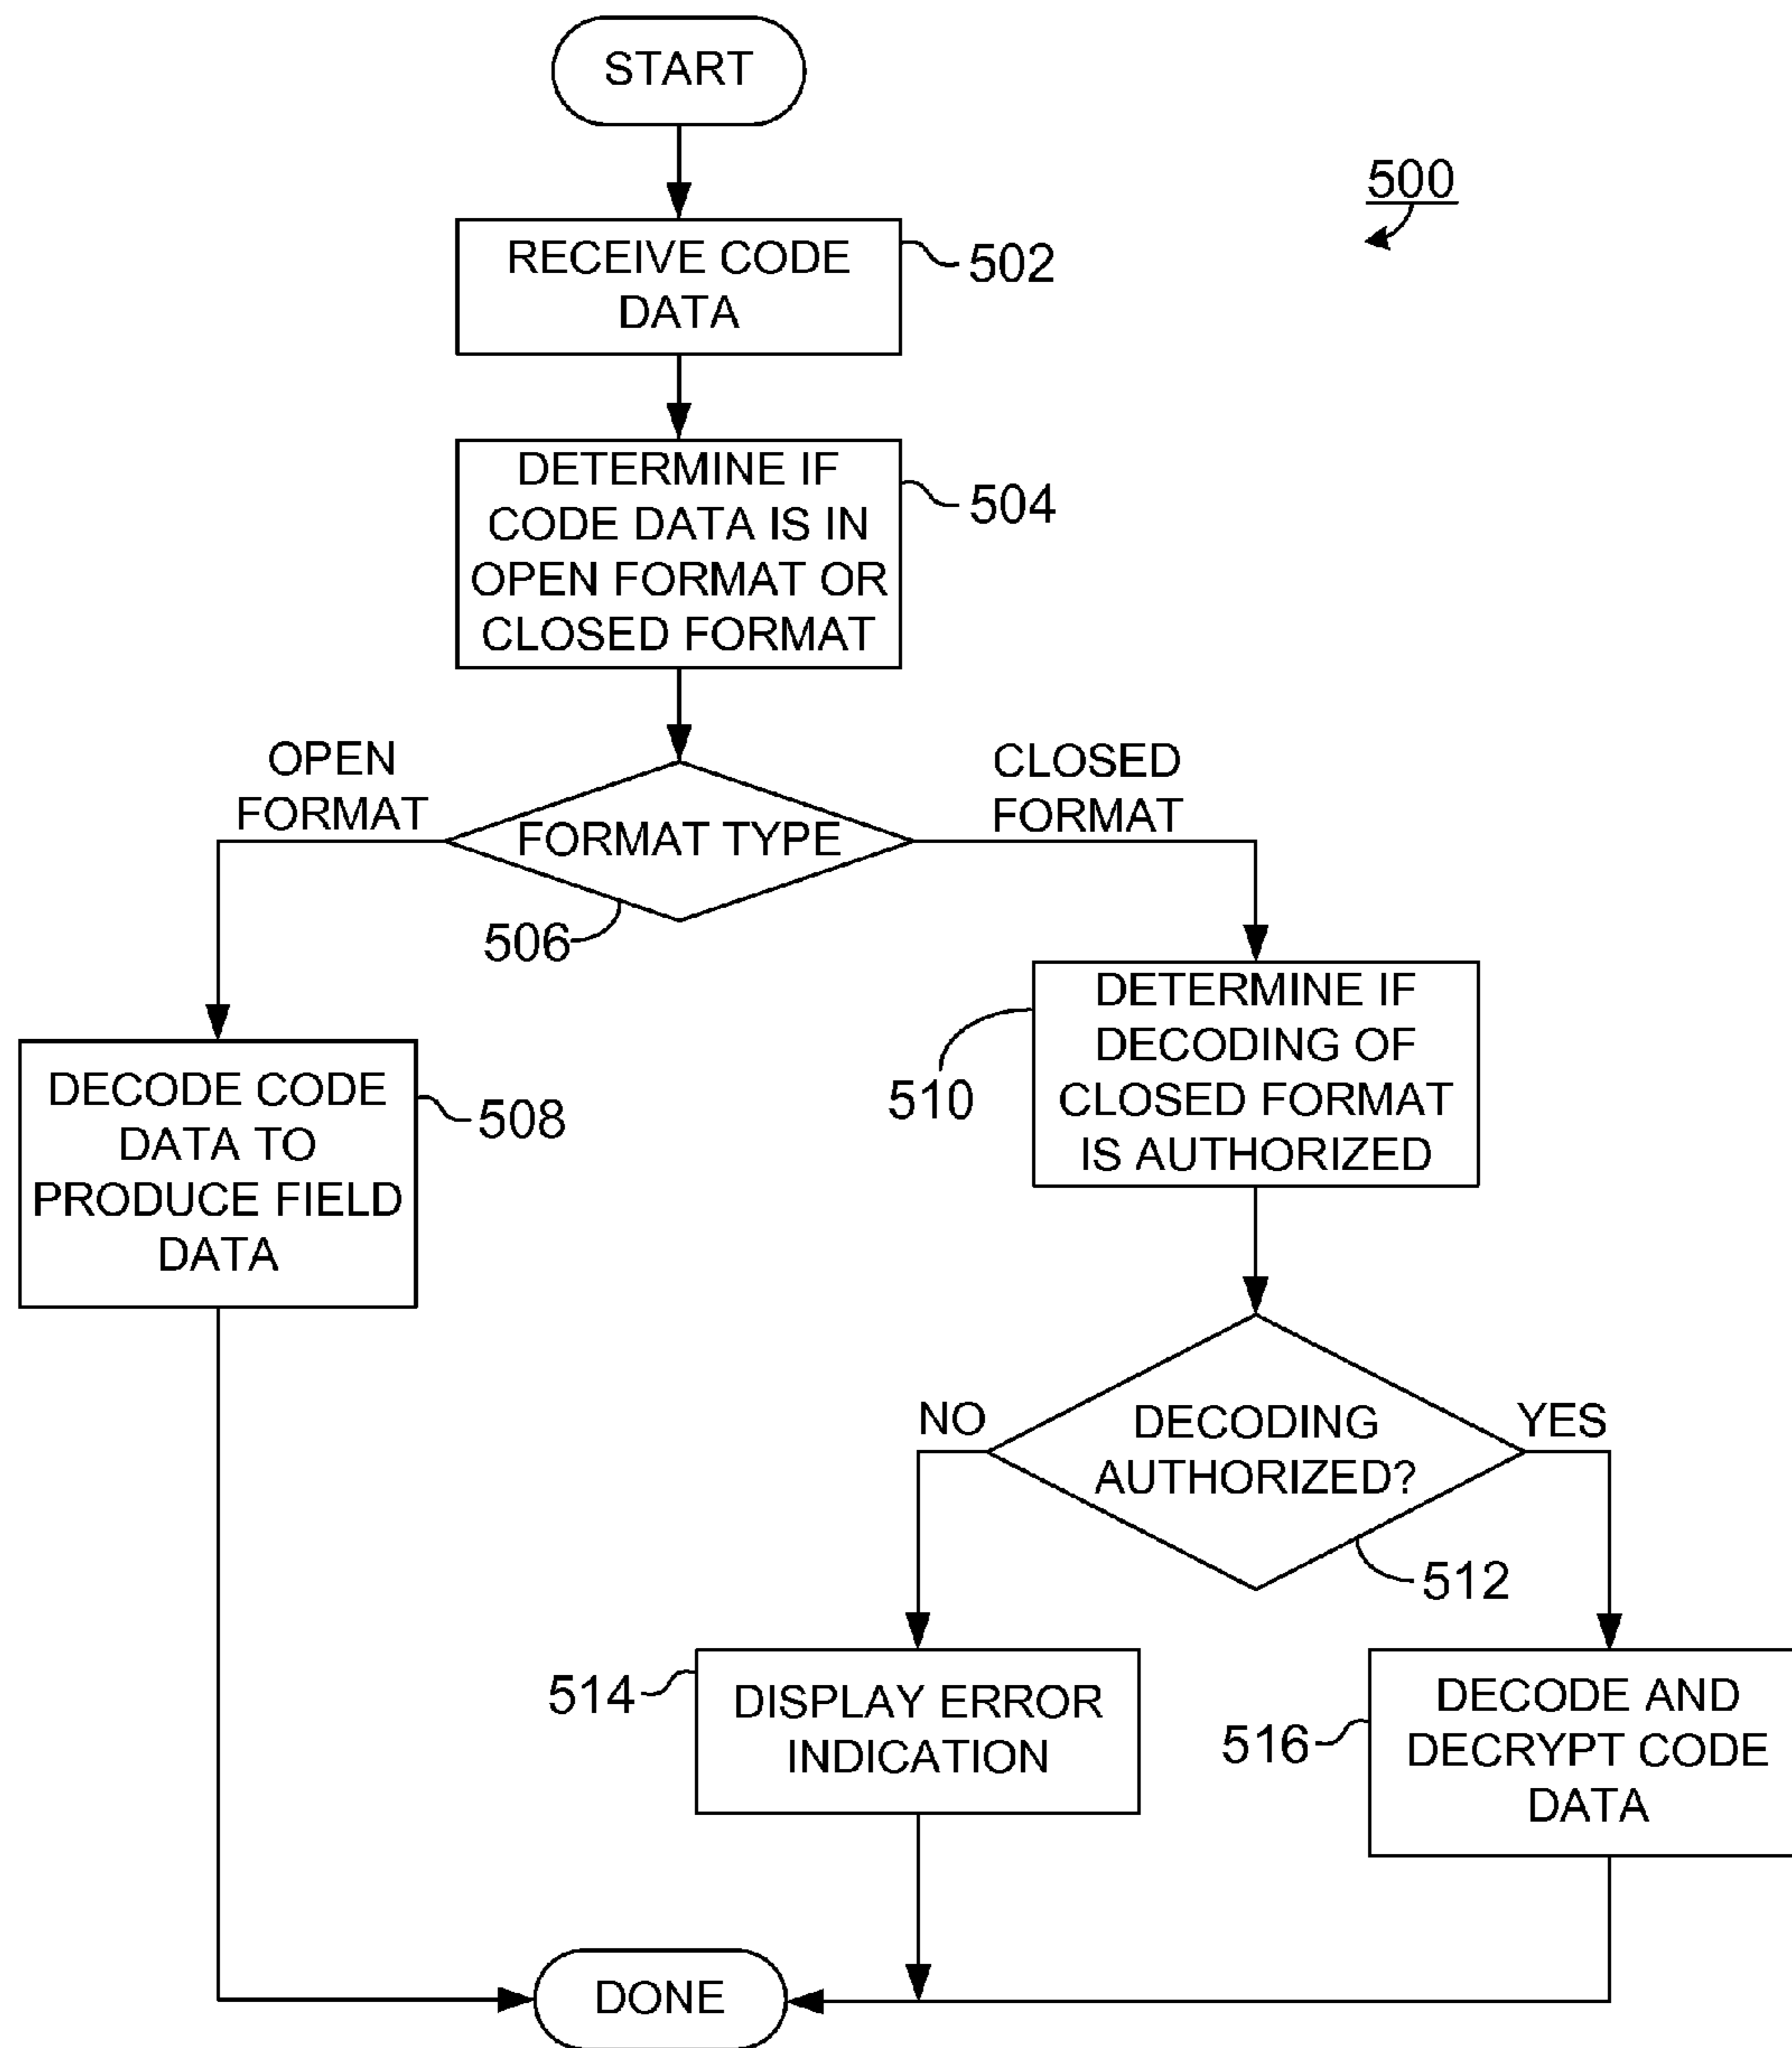 START
500
RECEIVE CODE
DATA
502
DETERMINE IF
CODE DATA IS IN
OPEN FORMAT OR
CLOSED FORMAT
504
OPEN
FORMAT
CLOSED
FORMAT
FORMAT TYPE
506
DECODE CODE
DATA TO
PRODUCE FIELD
DATA
508
DETERMINE IF
DECODING OF
CLOSED FORMAT
IS AUTHORIZED
510
NO
DECODING
AUTHORIZED?
YES
512
514
DISPLAY ERROR
INDICATION
516
DECODE AND
DECRYPT CODE
DATA
DONE